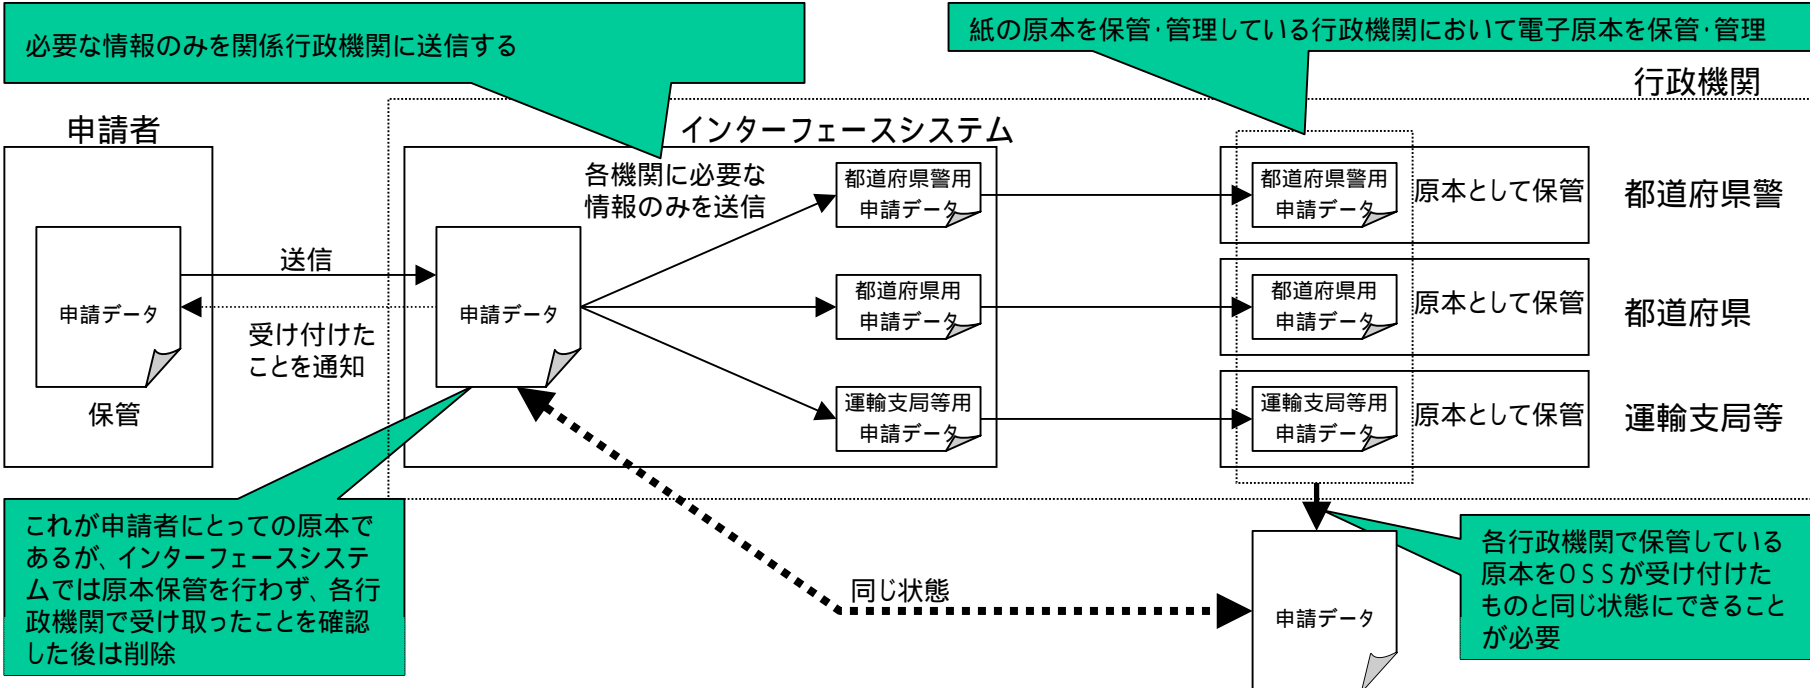 必要な情報のみを関係行政機関に送信する
紙の原本を保管・管理している行政機関において電子原本を保管・管理
行政機関
申請者
インターフェースシステム
各機関に必要な
情報のみを送信
都道府県警用
申請データ
都道府県警用
申請データ
原本として保管
都道府県警
送信
申請データ
申請データ
受け付けた
ことを通知
保管
都道府県用
申請データ
都道府県用
申請データ
原本として保管
都道府県
運輸支局等用
申請データ
運輸支局等用
申請データ
原本として保管
運輸支局等
これが申請者にとっての原本で
あるが、インターフェースシステ
ムでは原本保管を行わず、各行
政機関で受け取ったことを確認
した後は削除
同じ状態
申請データ
各行政機関で保管している
原本をOSSが受け付けた
ものと同じ状態にできること
が必要